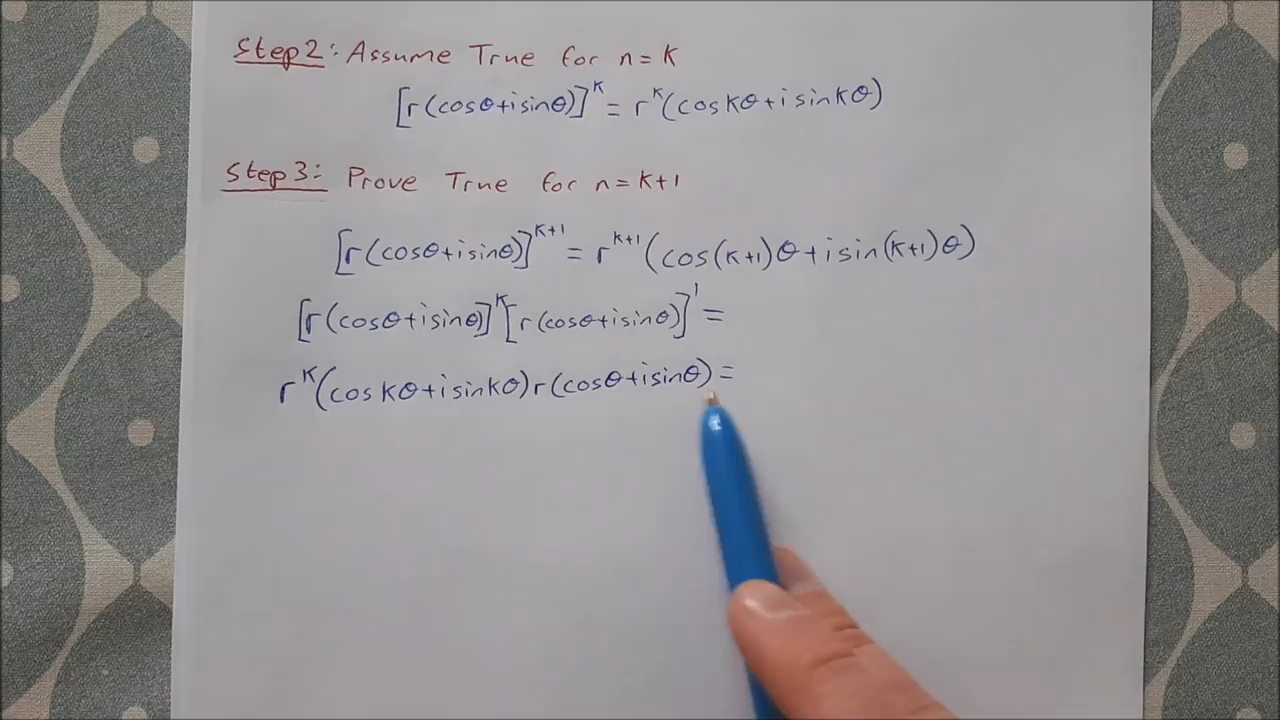 Step 2: Assume True for n = k
[r(cosθ+isinθ)]^k = r^k(coskθ+isinkθ)
Step 3: Prove True for n = k+1
[r(cosθ+isinθ)]^k+1 = r^k+1(cos(k+1)θ+isin(k+1)θ)
[r(cosθ+isinθ)]^k[r(cosθ+isinθ)]^1 =
r^k(coskθ+isinkθ)r(cosθ+isinθ) =